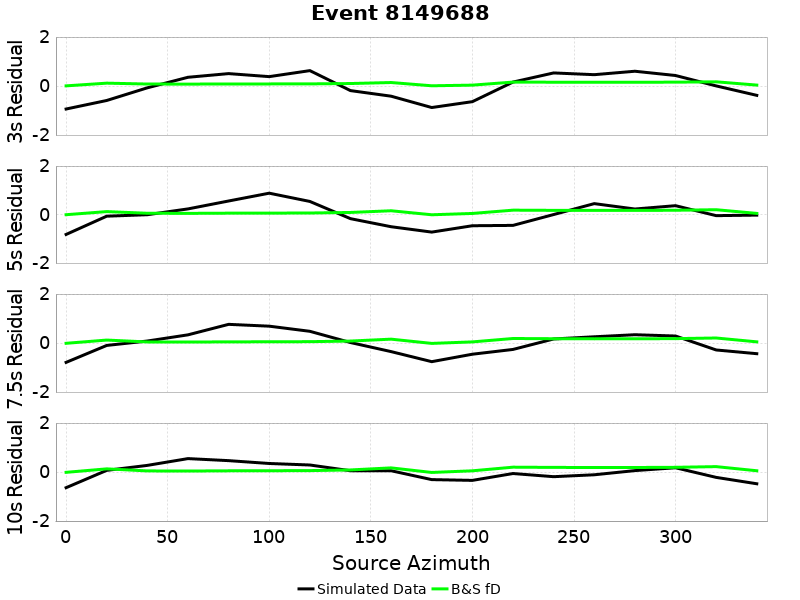 Event 8149688
3s Residual
2
0
-2
5s Residual
2
0
-2
7.5s Residual
2
0
-2
10s Residual
2
0
-2
0 50 100 150 200 250 300
Source Azimuth
Simulated Data B&S fD